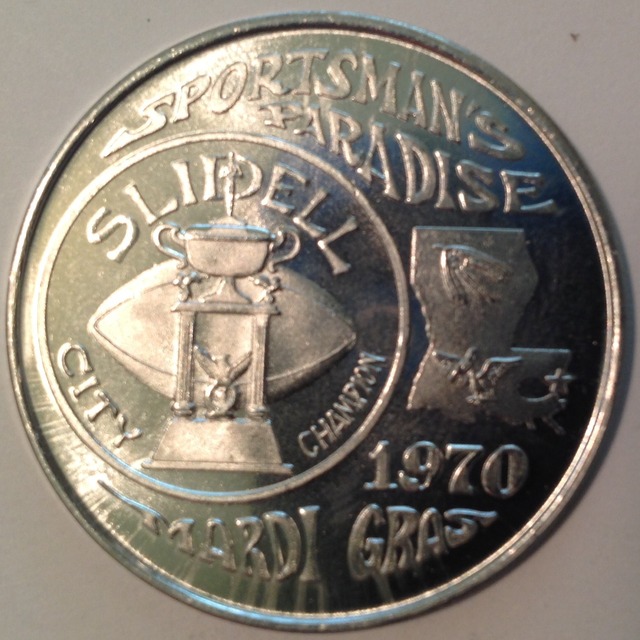 SPORTSMAN'S
PARADISE
SLIDELL
CITY
CHAMPION
1970
MARDI GRAS